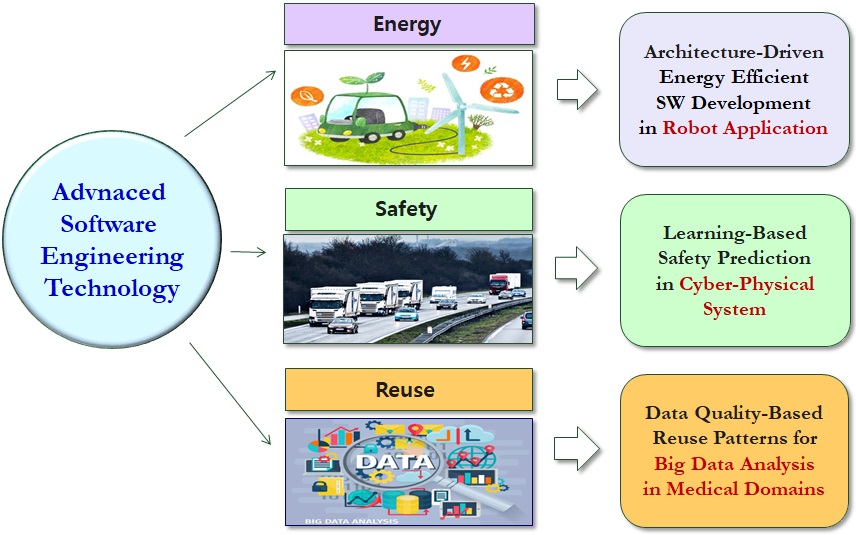 Advnaced
Software
Engineering
Technology
Energy
Architecture-Driven
Energy Efficient
SW Development
in Robot Application
Safety
Learning-Based
Safety Prediction
in Cyber-Physical
System
Reuse
DATA
BIG DATA ANALYSIS
Data Quality-Based
Reuse Patterns for
Big Data Analysis
in Medical Domains